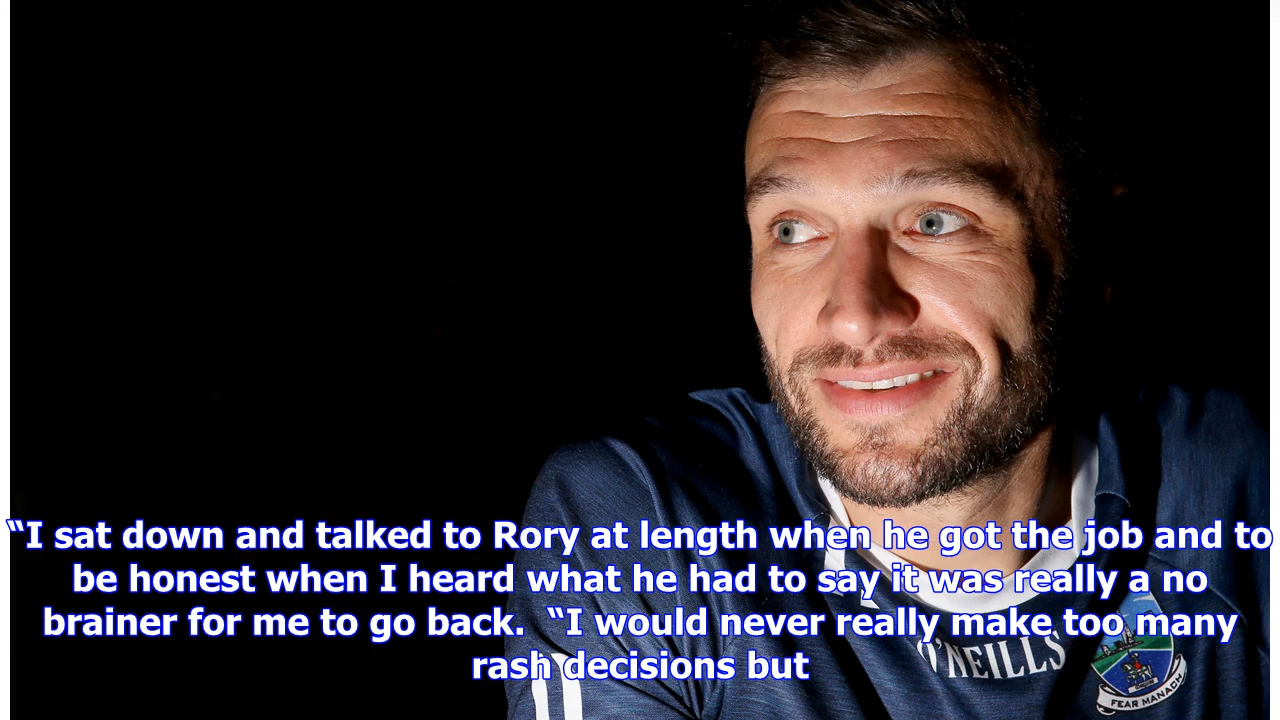 “I sat down and talked to Rory at length when he got the job and to
be honest when I heard what he had to say it was really a no
brainer for me to go back.  “I would never really make too many
rash decisions but
O'NEILLS
FEAR MANACH